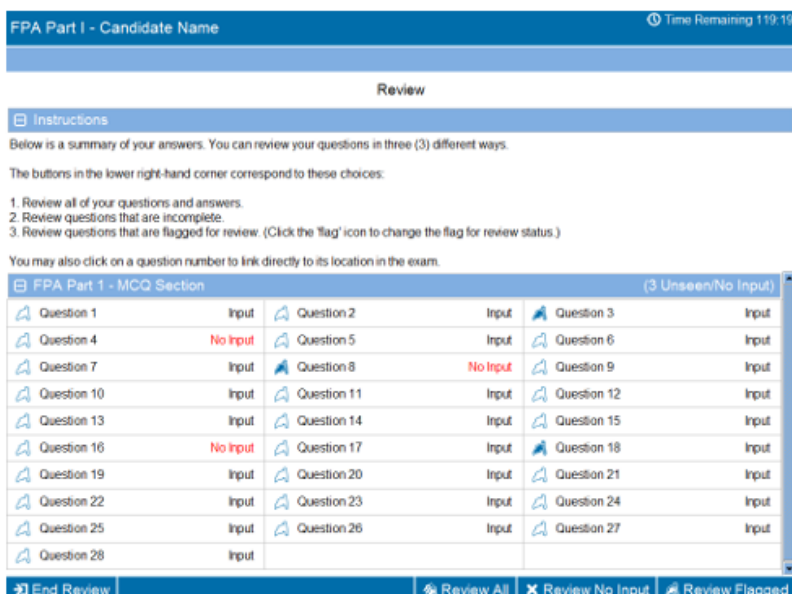 FPA Part I - Candidate Name
Time Remaining 119:19
Review
Instructions
Below is a summary of your answers. You can review your questions in three (3) different ways.
The buttons in the lower right-hand corner correspond to these choices:
1. Review all of your questions and answers.
2. Review questions that are incomplete.
3. Review questions that are flagged for review. (Click the 'flag' icon to change the flag for review status.)
You may also click on a question number to link directly to its location in the exam.
FPA Part 1 - MCQ Section (3 Unseen/No Input)
Question 1 Input Question 2 Input Question 3 Input
Question 4 No Input Question 5 Input Question 6 Input
Question 7 Input Question 8 No Input Question 9 Input
Question 10 Input Question 11 Input Question 12 Input
Question 13 Input Question 14 Input Question 15 Input
Question 16 No Input Question 17 Input Question 18 Input
Question 19 Input Question 20 Input Question 21 Input
Question 22 Input Question 23 Input Question 24 Input
Question 25 Input Question 26 Input Question 27 Input
Question 28 Input
End Review Review All Review No Input Review Flagged